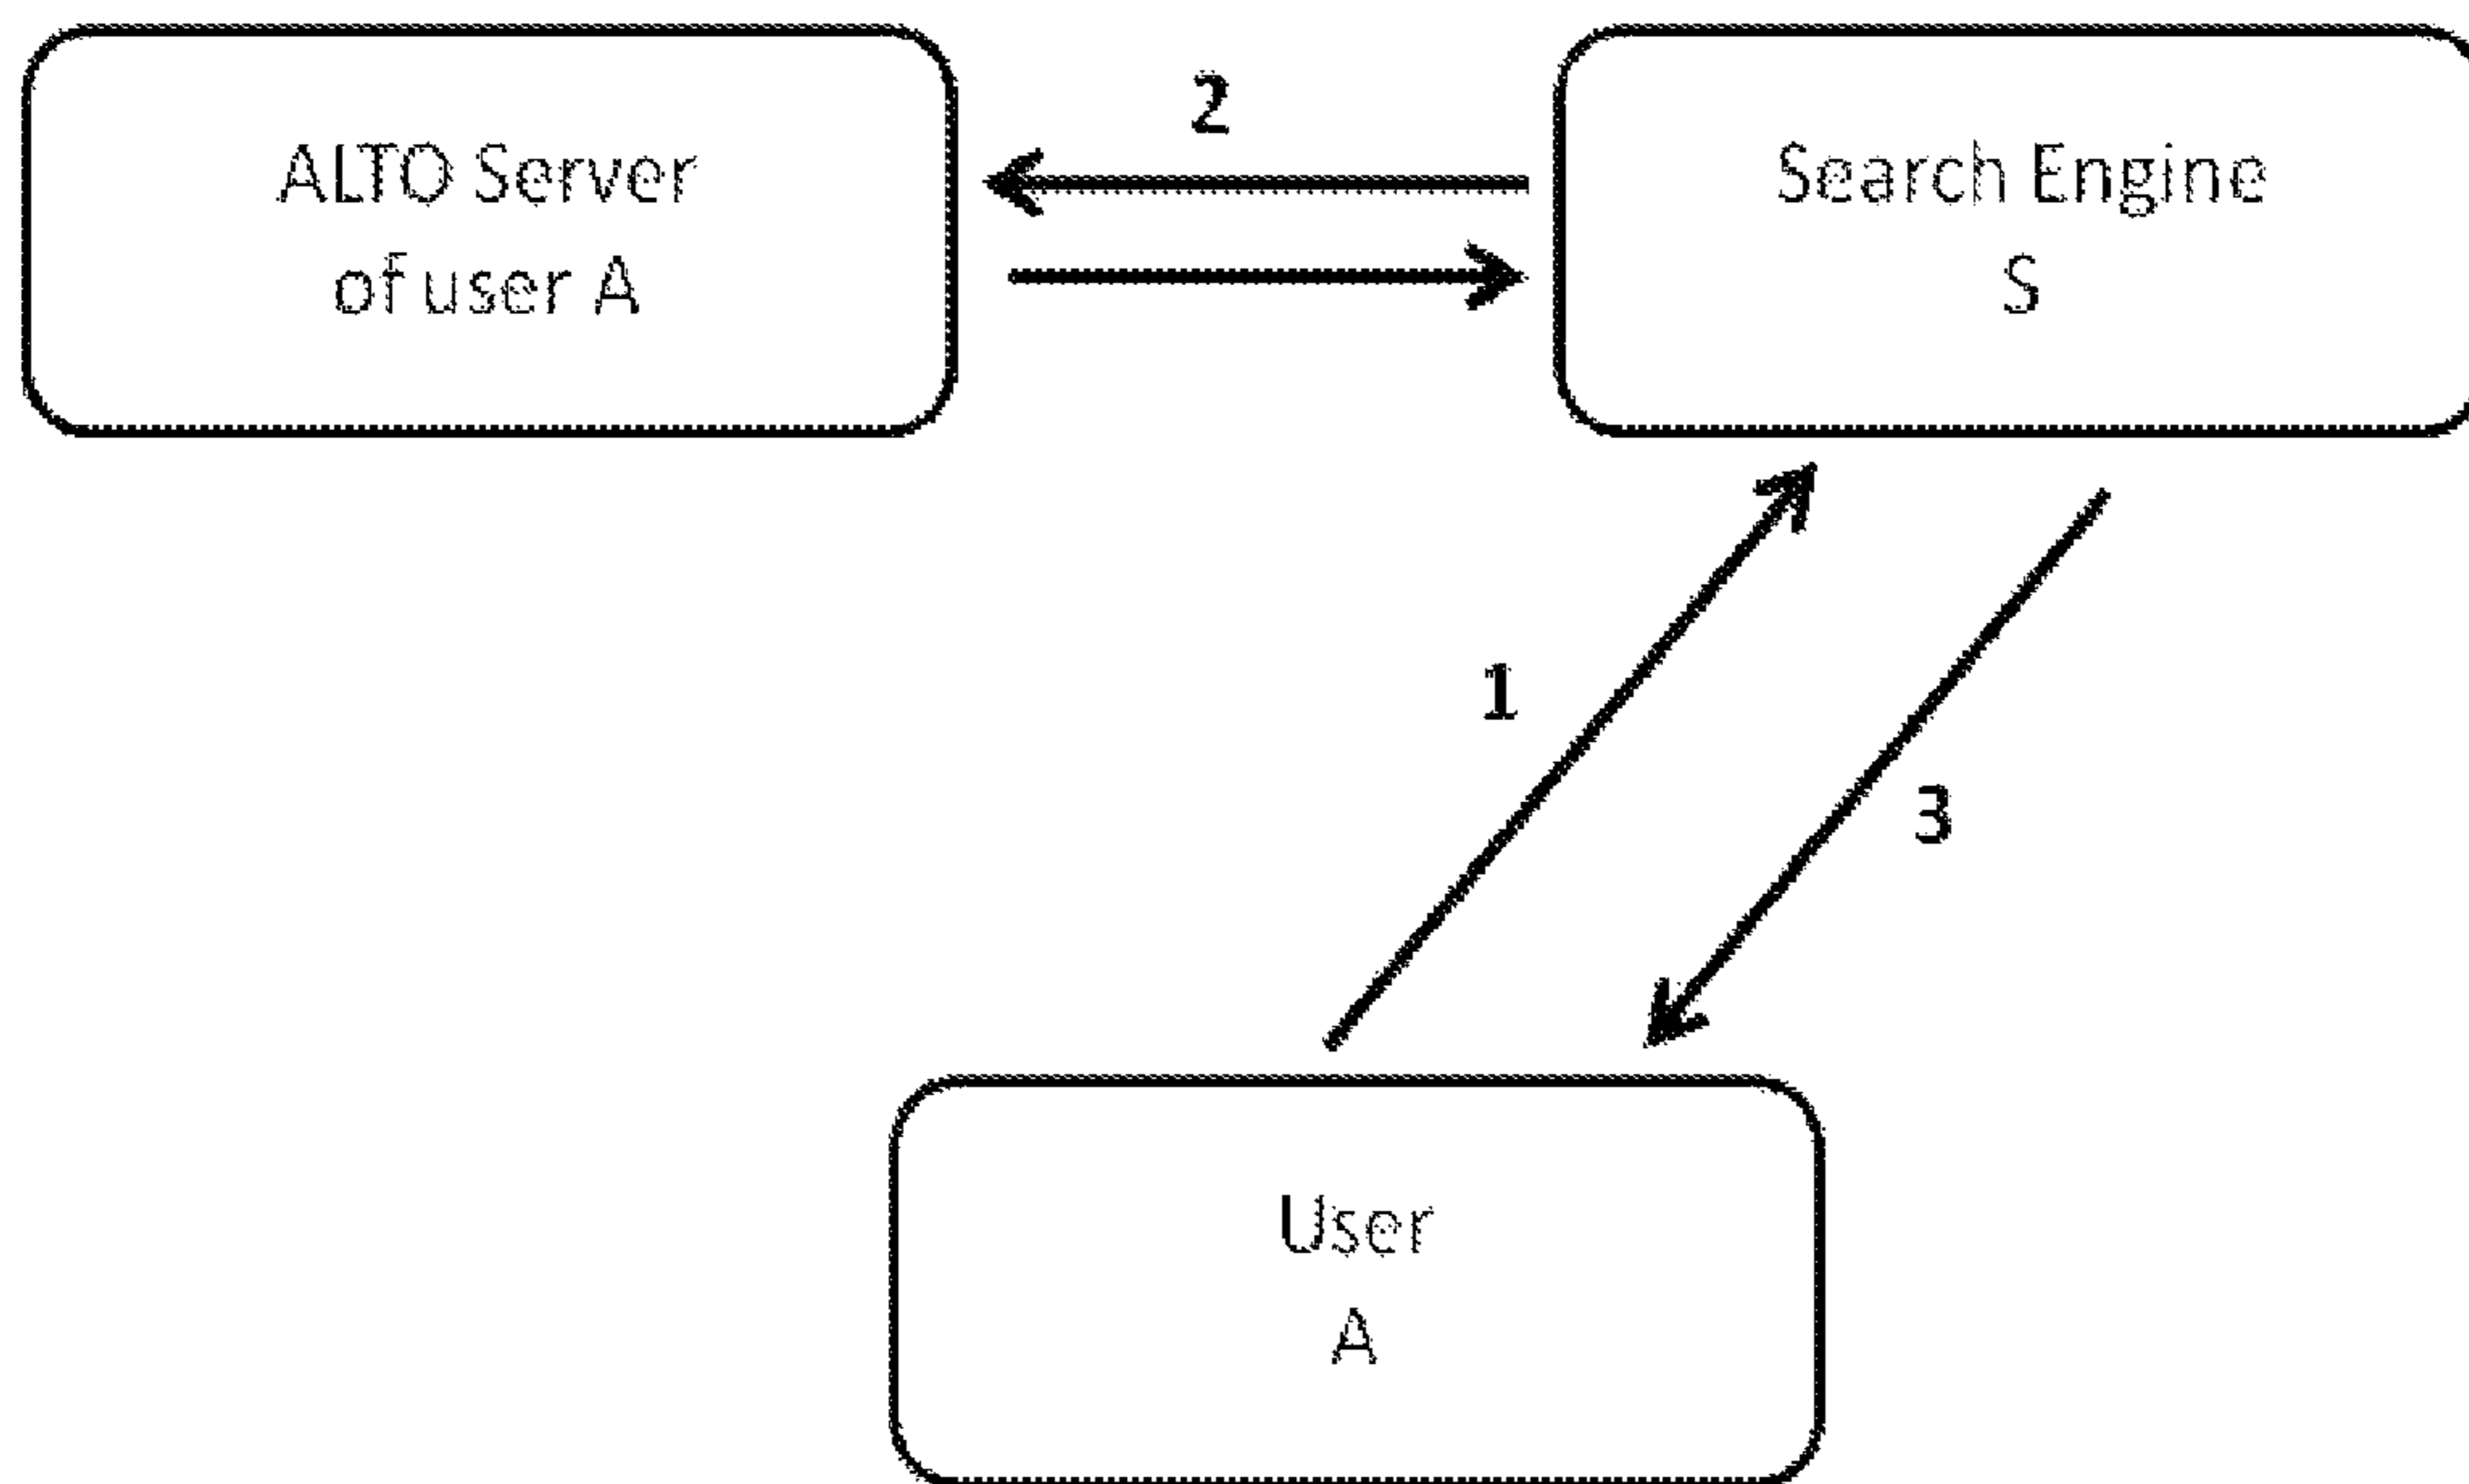 2
ALTO Server
of user A
Search Engine
S
1
3
User
A